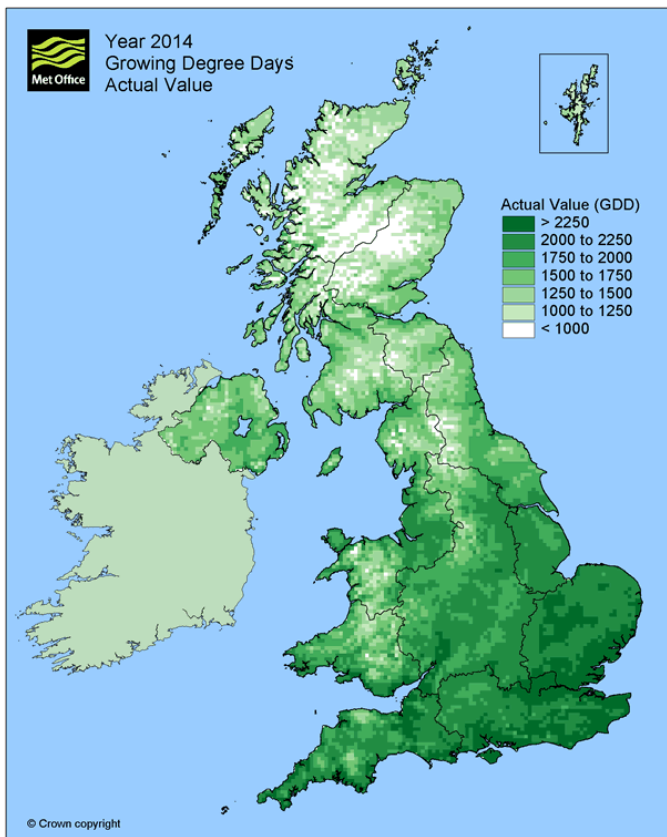 Met Office
Year 2014
Growing Degree Days
Actual Value
Actual Value (GDD)
> 2250
2000 to 2250
1750 to 2000
1500 to 1750
1250 to 1500
1000 to 1250
< 1000
© Crown copyright